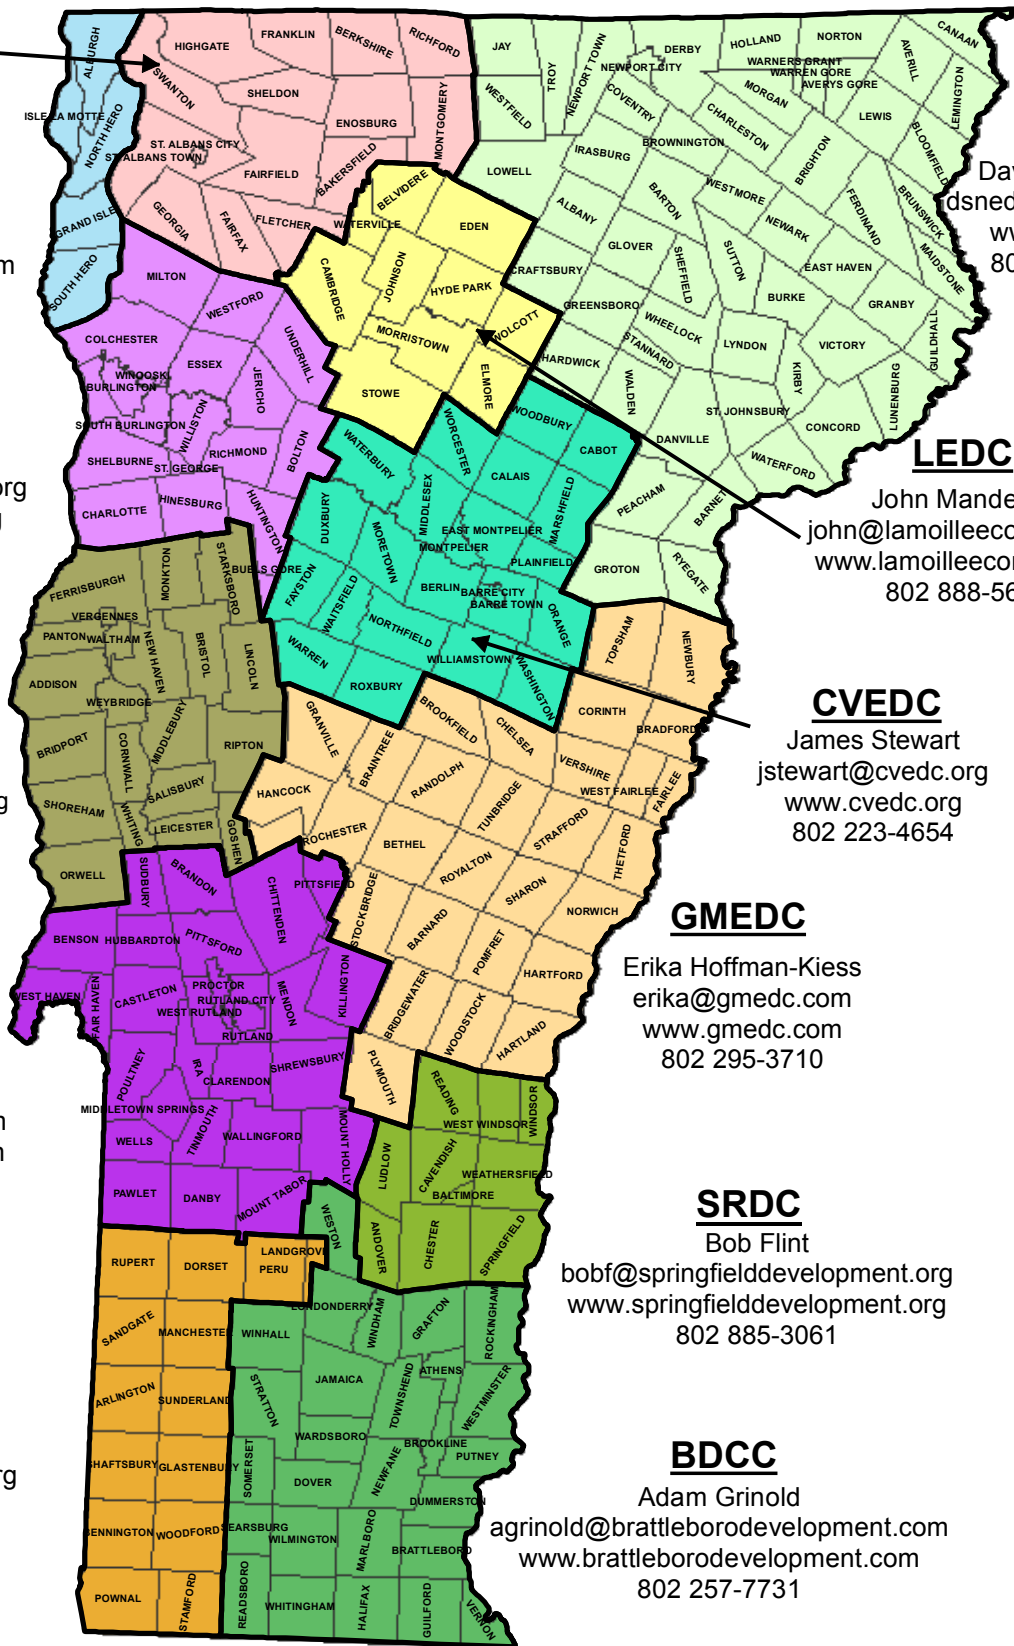 ALBURGH
HIGHGATE
FRANKLIN
BERKSHIRE
RICHFORD
SWANTON
SHELDON
ISLE LA MOTTE
NORTH HERO
ENOSBURG
MONTGOMERY
ST. ALBANS CITY
ST. ALBANS TOWN
FAIRFIELD
BAKERSFIELD
GRAND ISLE
GEORGIA
FAIRFAX
FLETCHER
SOUTH HERO
m
JAY
TROY
NEWPORT TOWN
NEWPORT CITY
DERBY
HOLLAND
NORTON
AVERILL
CANAAN
WARNERS GRANT
WARREN GORE
AVERYS GORE
WESTFIELD
COVENTRY
MORGAN
LEWIS
LEMINGTON
CHARLESTON
BROWNINGTON
BLOOMFIELD
IRASBURG
BRIGHTON
LOWELL
BARTON
WESTMORE
FERDINAND
BRUNSWICK
ALBANY
NEWARK
MAIDSTONE
GLOVER
SHEFFIELD
SUTTON
EAST HAVEN
CRAFTSBURY
BURKE
GRANBY
GREENSBORO
WHEELOCK
GUILDHALL
STANNARD
LYNDON
VICTORY
HARDWICK
WALDEN
KIRBY
LUNENBURG
ST. JOHNSBURY
CONCORD
DANVILLE
WATERFORD
PEACHAM
BARNET
GROTON
RYEGATE
Dav
dsned
ww
80
BELVIDERE
WATERVILLE
EDEN
CAMBRIDGE
JOHNSON
HYDE PARK
WOLCOTT
MORRISTOWN
STOWE
ELMORE
LEDC
John Mande
john@lamoilleeco
www.lamoilleecon
802 888-56
MILTON
WESTFORD
COLCHESTER
UNDERHILL
WINOOSKI
ESSEX
BURLINGTON
JERICHO
SOUTH BURLINGTON
WILLISTON
SHELBURNE
ST. GEORGE
RICHMOND
BOLTON
CHARLOTTE
HINESBURG
HUNTINGTON
BUELS GORE
org
g
WATERBURY
WORCESTER
WOODBURY
CABOT
CALAIS
DUXBURY
MIDDLESEX
MARSHFIELD
MORETOWN
EAST MONTPELIER
MONTPELIER
PLAINFIELD
FAYSTON
WAITSFIELD
BERLIN
BARRE CITY
BARRE TOWN
ORANGE
NORTHFIELD
WARREN
WILLIAMSTOWN
WASHINGTON
ROXBURY
CVEDC
James Stewart
jstewart@cvedc.org
www.cvedc.org
802 223-4654
FERRISBURGH
MONKTON
STARKSBORO
VERGENNES
PANTON
WALTHAM
NEW HAVEN
BRISTOL
LINCOLN
ADDISON
WEYBRIDGE
BRIDPORT
CORNWALL
MIDDLEBURY
RIPTON
SHOREHAM
SALISBURY
WHITING
LEICESTER
GOSHEN
ORWELL
g
TOPSHAM
NEWBURY
GRANVILLE
BROOKFIELD
CHELSEA
CORINTH
BRADFORD
BRAINTREE
VERSHIRE
HANCOCK
RANDOLPH
WEST FAIRLEE
FAIRLEE
TUNBRIDGE
STRAFFORD
ROCHESTER
BETHEL
THETFORD
ROYALTON
SHARON
STOCKBRIDGE
BARNARD
NORWICH
POMFRET
BRIDGEWATER
HARTFORD
WOODSTOCK
HARTLAND
PLYMOUTH
GMEDC
Erika Hoffman-Kiess
erika@gmedc.com
www.gmedc.com
802 295-3710
SUDBURY
BRANDON
CHITTENDEN
PITTSFIELD
BENSON
HUBBARDTON
PITTSFORD
KILLINGTON
WEST HAVEN
FAIR HAVEN
CASTLETON
PROCTOR
RUTLAND CITY
WEST RUTLAND
MENDON
RUTLAND
POULTNEY
IRA
CLARENDON
SHREWSBURY
MIDDLETOWN SPRINGS
TINMOUTH
WELLS
WALLINGFORD
MOUNT HOLLY
PAWLET
DANBY
MOUNT TABOR
m
n
READING
WEST WINDSOR
WINDSOR
LUDLOW
CAVENDISH
WEATHERSFIELD
BALTIMORE
ANDOVER
CHESTER
SPRINGFIELD
SRDC
Bob Flint
bobf@springfielddevelopment.org
www.springfielddevelopment.org
802 885-3061
RUPERT
DORSET
LANDGROVE
PERU
SANDGATE
MANCHESTER
ARLINGTON
SUNDERLAND
SHAFTSBURY
GLASTENBURY
BENNINGTON
WOODFORD
POWNAL
STAMFORD
rg
WESTON
LONDONDERRY
WINDHAM
GRAFTON
ROCKINGHAM
WINHALL
JAMAICA
ATHENS
STRATTON
TOWNSHEND
WESTMINSTER
WARDSBORO
BROOKLINE
PUTNEY
SOMERSET
DOVER
NEWFANE
DUMMERSTON
SEARSBURG
WILMINGTON
MARLBORO
BRATTLEBORO
READSBORO
WHITINGHAM
HALIFAX
GUILFORD
VERNON
BDCC
Adam Grinold
agrinold@brattleborodevelopment.com
www.brattleborodevelopment.com
802 257-7731